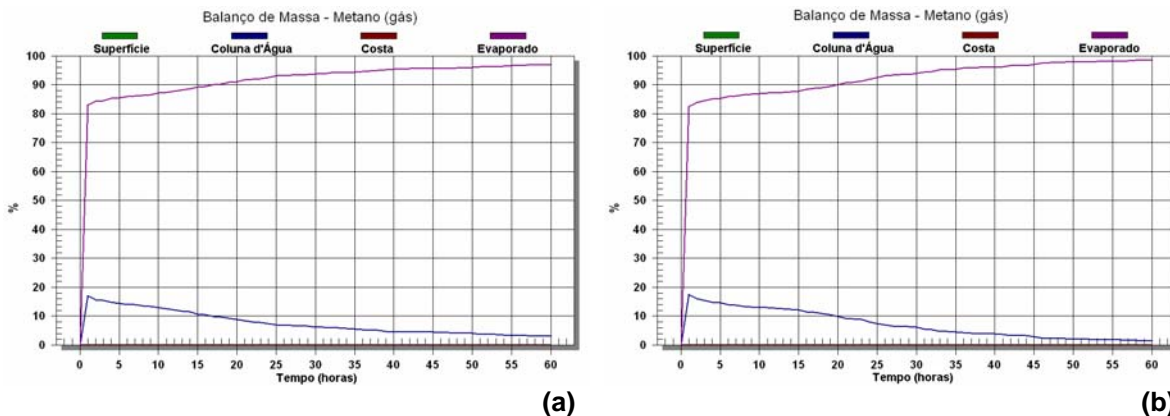 Balanço de Massa - Metano (gás)
Superfície Coluna d'Água Costa Evaporado
100
90
80
70
60
50
40
30
20
10
0
%
0 5 10 15 20 25 30 35 40 45 50 55 60
Tempo (horas)
(a)
Balanço de Massa - Metano (gás)
Superfície Coluna d'Água Costa Evaporado
100
90
80
70
60
50
40
30
20
10
0
%
0 5 10 15 20 25 30 35 40 45 50 55 60
Tempo (horas)
(b)